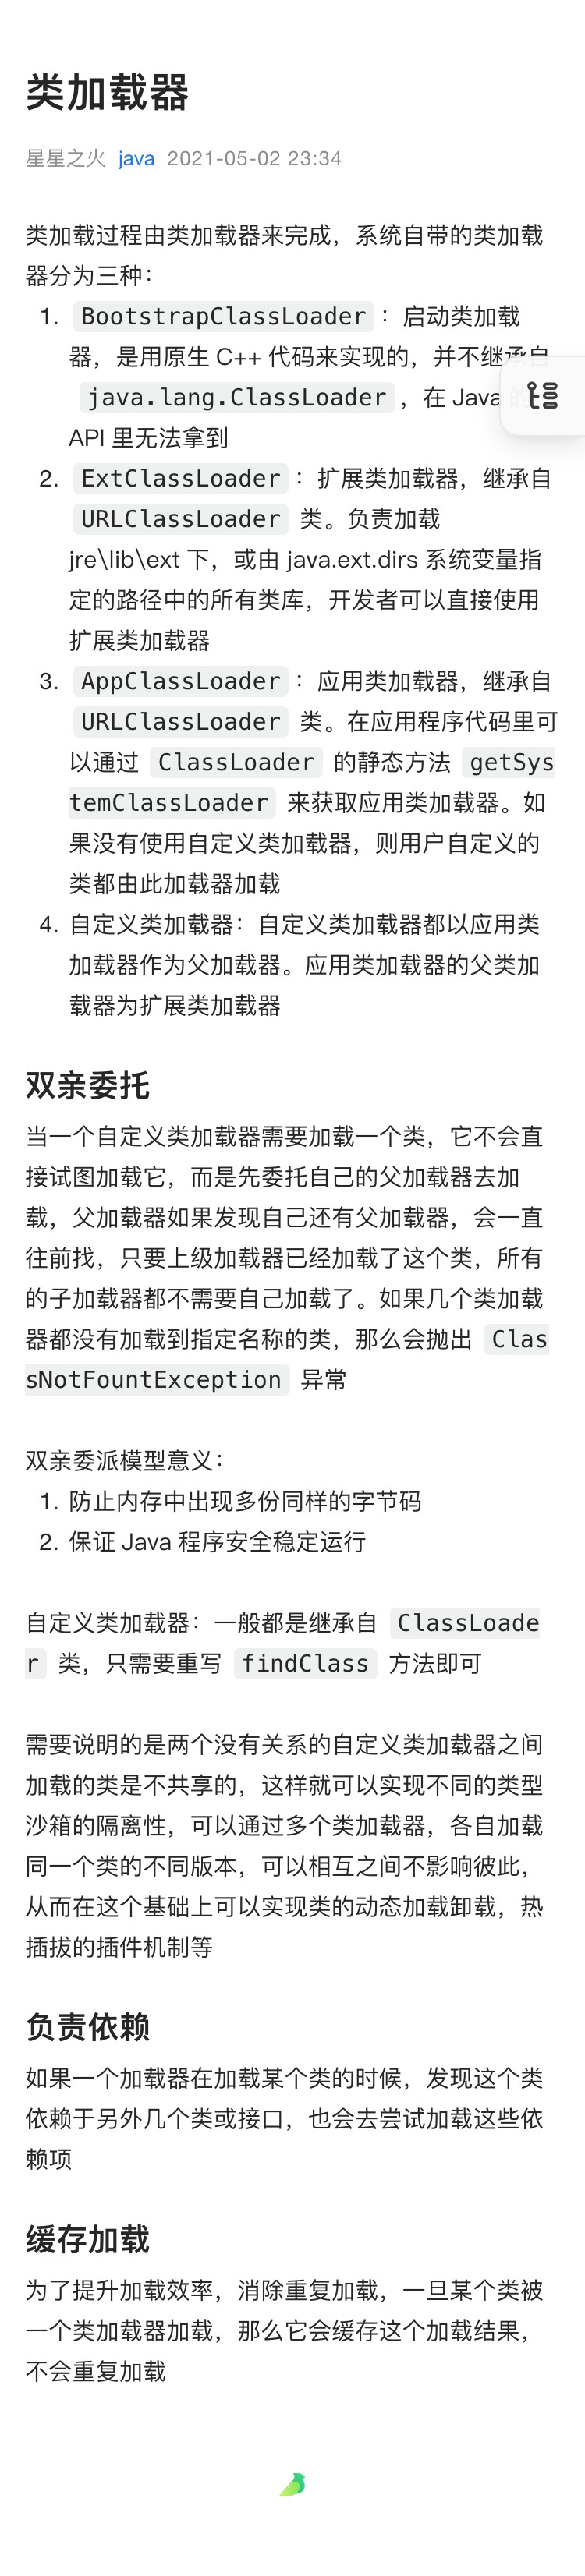 类加载器
星星之火 java 2021-05-02 23:34
类加载过程由类加载器来完成，系统自带的类加载
器分为三种：
1. BootstrapClassLoader ：启动类加载
器，是用原生 C++ 代码来实现的，并不继承自
java.lang.ClassLoader ，在 Java 的
API 里无法拿到
2. ExtClassLoader ：扩展类加载器，继承自
URLClassLoader 类。负责加载
jre\lib\ext 下，或由 java.ext.dirs 系统变量指
定的路径中的所有类库，开发者可以直接使用
扩展类加载器
3. AppClassLoader ：应用类加载器，继承自
URLClassLoader 类。在应用程序代码里可
以通过 ClassLoader 的静态方法 getSys
temClassLoader 来获取应用类加载器。如
果没有使用自定义类加载器，则用户自定义的
类都由此加载器加载
4. 自定义类加载器：自定义类加载器都以应用类
加载器作为父加载器。应用类加载器的父类加
载器为扩展类加载器
双亲委托
当一个自定义类加载器需要加载一个类，它不会直
接试图加载它，而是先委托自己的父加载器去加
载，父加载器如果发现自己还有父加载器，会一直
往前找，只要上级加载器已经加载了这个类，所有
的子加载器都不需要自己加载了。如果几个类加载
器都没有加载到指定名称的类，那么会抛出 Clas
sNotFountException 异常
双亲委派模型意义：
1. 防止内存中出现多份同样的字节码
2. 保证 Java 程序安全稳定运行
自定义类加载器：一般都是继承自 ClassLoade
r 类，只需要重写 findClass 方法即可
需要说明的是两个没有关系的自定义类加载器之间
加载的类是不共享的，这样就可以实现不同的类型
沙箱的隔离性，可以通过多个类加载器，各自加载
同一个类的不同版本，可以相互之间不影响彼此，
从而在这个基础上可以实现类的动态加载卸载，热
插拔的插件机制等
负责依赖
如果一个加载器在加载某个类的时候，发现这个类
依赖于另外几个类或接口，也会去尝试加载这些依
赖项
缓存加载
为了提升加载效率，消除重复加载，一旦某个类被
一个类加载器加载，那么它会缓存这个加载结果，
不会重复加载